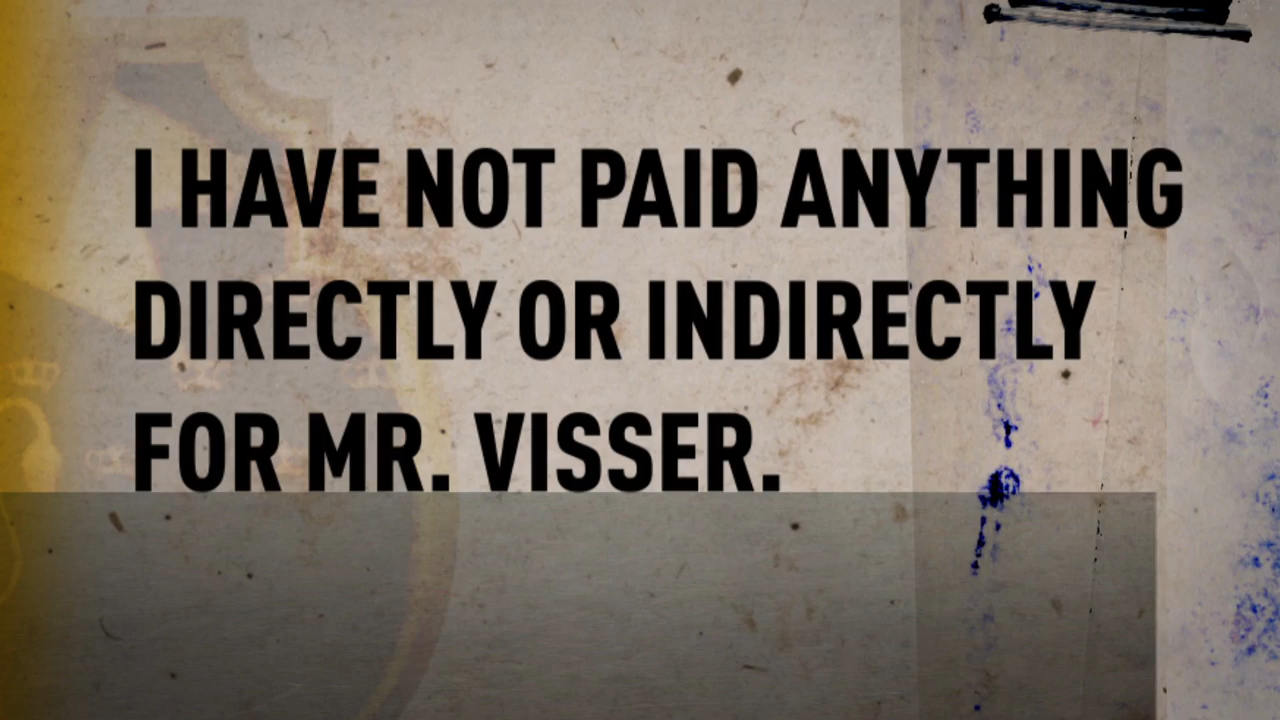 I HAVE NOT PAID ANYTHING
DIRECTLY OR INDIRECTLY
FOR MR. VISSER.